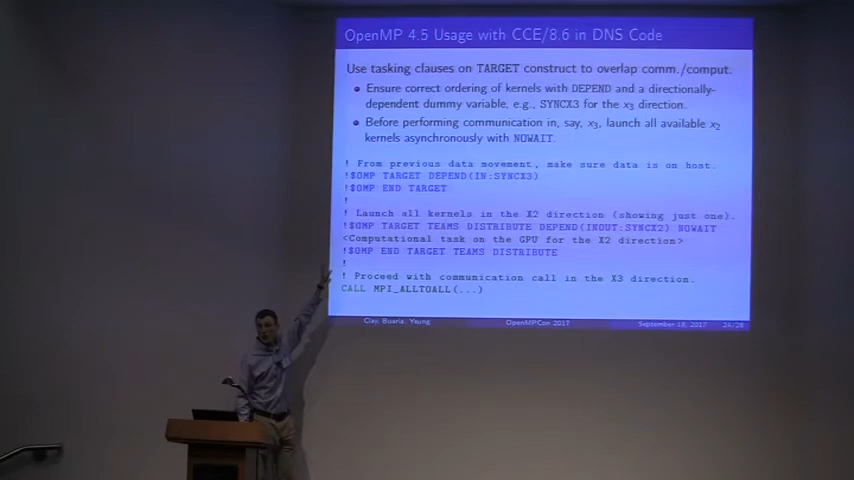 OpenMP 4.5 Usage with CCE/8.6 in DNS Code
Use tasking clauses on TARGET construct to overlap comm./comput.
Ensure correct ordering of kernels with DEPEND and a directionally-
dependent dummy variable, e.g., SYNCX3 for the x3 direction.
Before performing communication in, say, x3, launch all available x2
kernels asynchronously with NOWAIT.
! From previous data movement, make sure data is on host.
!$OMP TARGET DEPEND(IN:SYNCX3)
!$OMP END TARGET
!
! Launch all kernels in the X2 direction (showing just one).
!$OMP TARGET TEAMS DISTRIBUTE DEPEND(INOUT:SYNCX2) NOWAIT
<Computational task on the GPU for the X2 direction>
!$OMP END TARGET TEAMS DISTRIBUTE
!
! Proceed with communication call in the X3 direction.
CALL MPI_ALLTOALL(...)
Clay, Buaria, Yeung OpenMPCon 2017 September 18, 2017 24/28